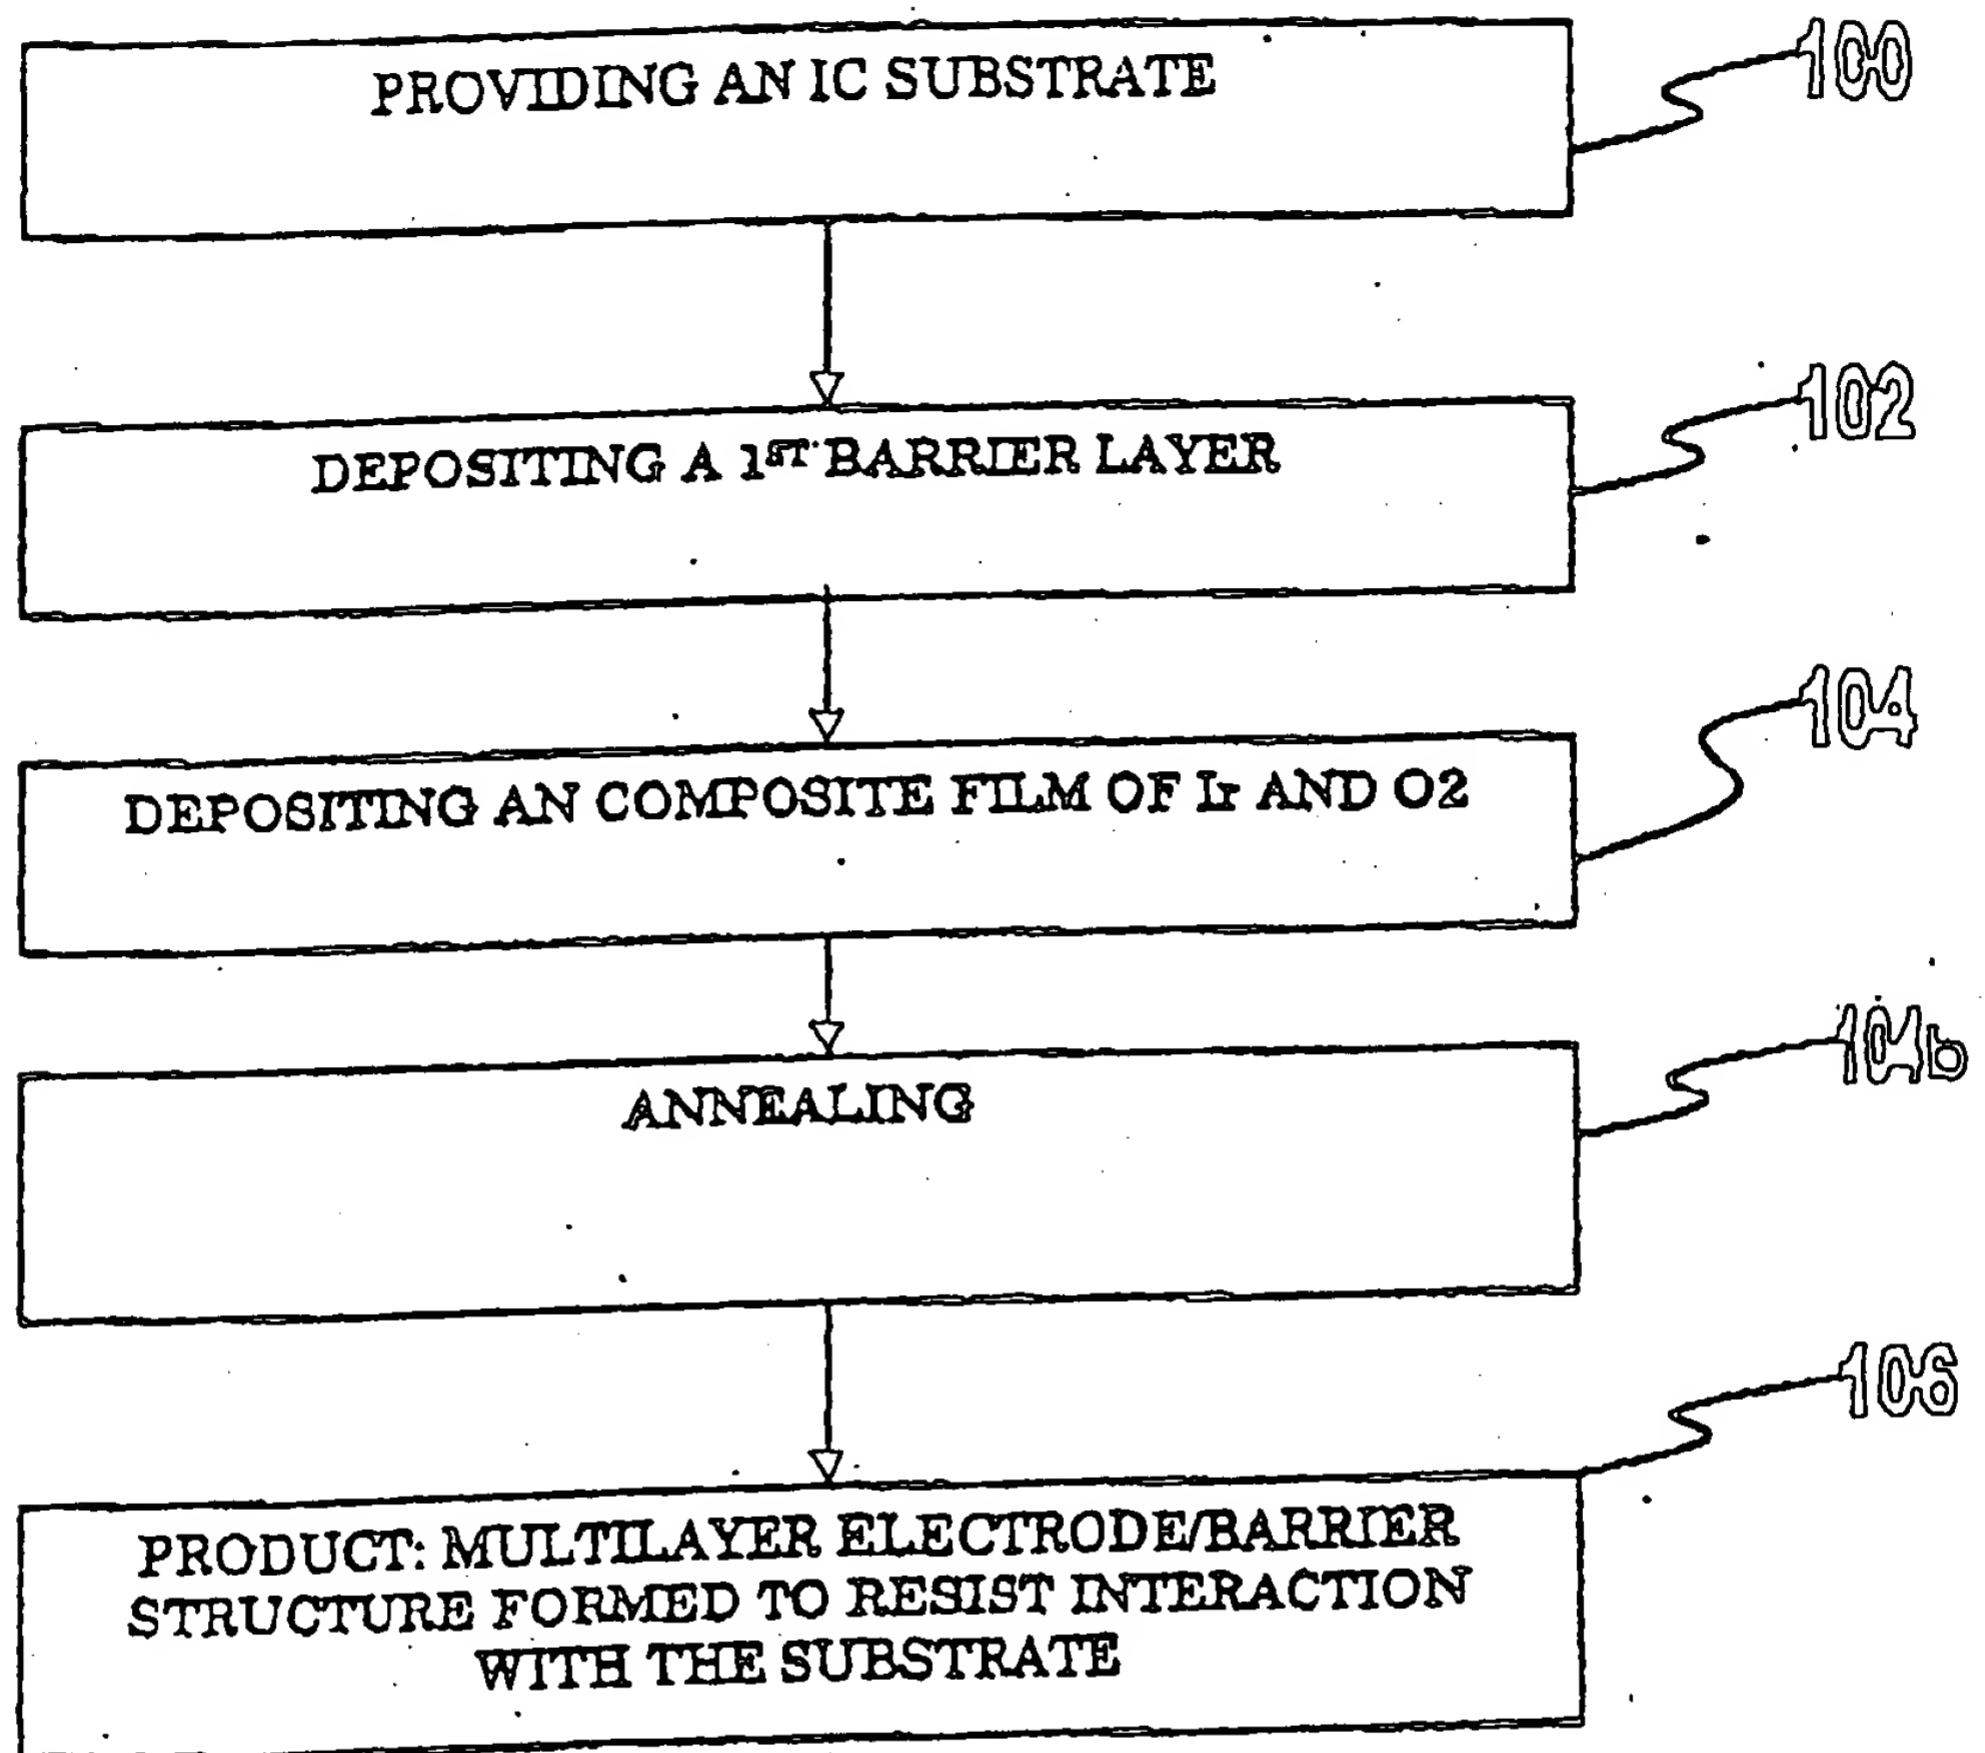 PROVIDING AN IC SUBSTRATE
100
DEPOSITING A 1ST BARRIER LAYER
102
DEPOSITING AN COMPOSITE FILM OF Ir AND O2
104
ANNEALING
104b
PRODUCT: MULTILAYER ELECTRODE/BARRIER
STRUCTURE FORMED TO RESIST INTERACTION
WITH THE SUBSTRATE
106